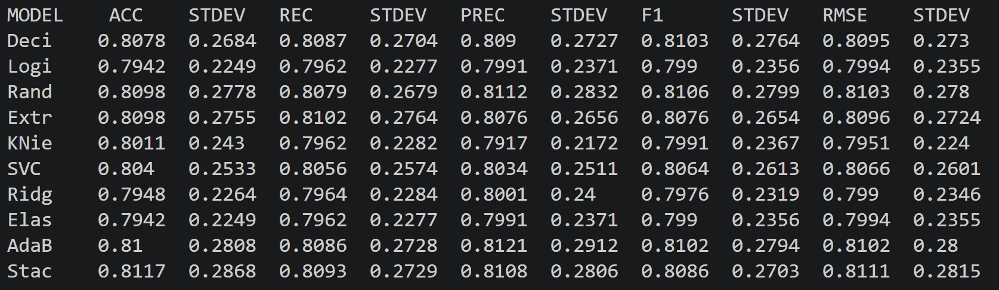 MODEL ACC STDEV REC STDEV PREC STDEV F1 STDEV RMSE STDEV
Deci 0.8078 0.2684 0.8087 0.2704 0.809 0.2727 0.8103 0.2764 0.8095 0.273
Logi 0.7942 0.2249 0.7962 0.2277 0.7991 0.2371 0.799 0.2356 0.7994 0.2355
Rand 0.8098 0.2778 0.8079 0.2679 0.8112 0.2832 0.8106 0.2799 0.8103 0.278
Extr 0.8098 0.2755 0.8102 0.2764 0.8076 0.2656 0.8076 0.2654 0.8096 0.2724
KNie 0.8011 0.243 0.7962 0.2282 0.7917 0.2172 0.7991 0.2367 0.7951 0.224
SVC 0.804 0.2533 0.8056 0.2574 0.8034 0.2511 0.8064 0.2613 0.8066 0.2601
Ridg 0.7948 0.2264 0.7964 0.2284 0.8001 0.24 0.7976 0.2319 0.799 0.2346
Elas 0.7942 0.2249 0.7962 0.2277 0.7991 0.2371 0.799 0.2356 0.7994 0.2355
AdaB 0.81 0.2808 0.8086 0.2728 0.8121 0.2912 0.8102 0.2794 0.8102 0.28
Stac 0.8117 0.2868 0.8093 0.2729 0.8108 0.2806 0.8086 0.2703 0.8111 0.2815